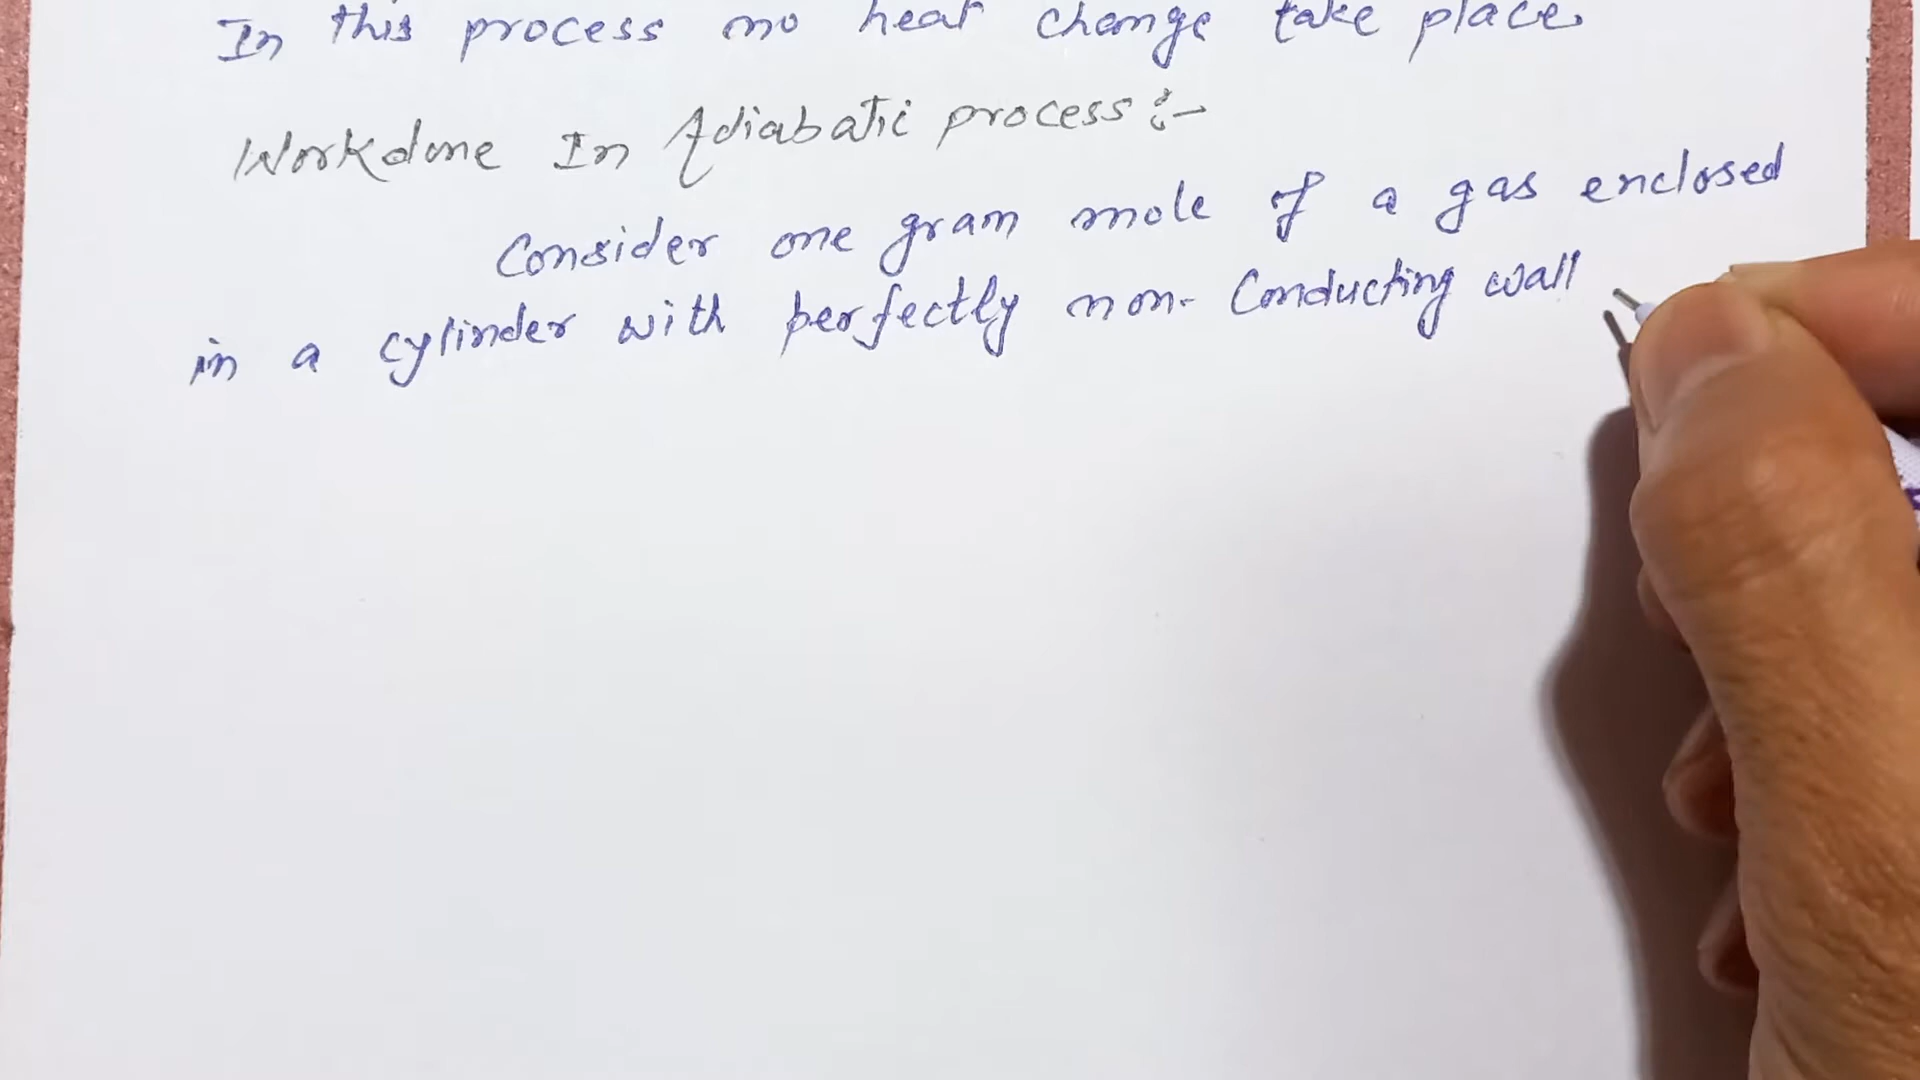 In this process no heat change take place
Workdone In Adiabatic process :-
Consider one gram mole of a gas enclosed
in a cylinder with perfectly non- Conducting wall